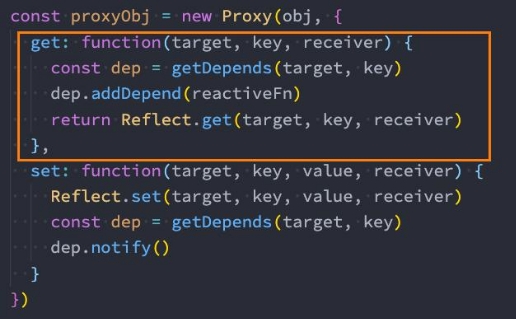 const proxyObj = new Proxy(obj, {
  get: function(target, key, receiver) {
    const dep = getDepends(target, key)
    dep.addDepend(reactiveFn)
    return Reflect.get(target, key, receiver)
  },
  set: function(target, key, value, receiver) {
    Reflect.set(target, key, value, receiver)
    const dep = getDepends(target, key)
    dep.notify()
  }
})